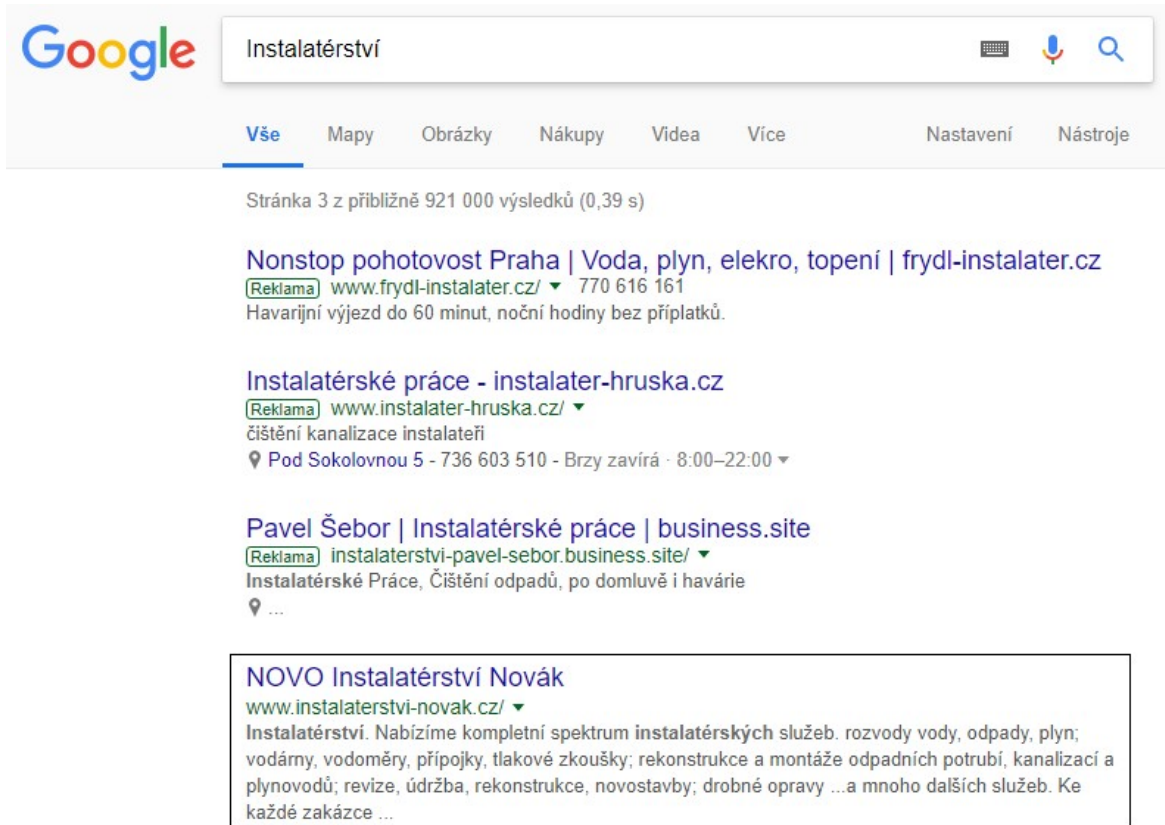 Google
Instalatérství
Vše Mapy Obrázky Nákupy Videa Více Nastavení Nástroje
Stránka 3 z přibližně 921 000 výsledků (0,39 s)
Nonstop pohotovost Praha | Voda, plyn, elekro, topení | frydl-instalater.cz
Reklama www.frydl-instalater.cz/ 770 616 161
Havarijní výjezd do 60 minut, noční hodiny bez příplatků.
Instalatérské práce - instalater-hruska.cz
Reklama www.instalater-hruska.cz/
čištění kanalizace instalateři
Pod Sokolovnou 5 - 736 603 510 - Brzy zavírá · 8:00–22:00
Pavel Šebor | Instalatérské práce | business.site
Reklama instalaterstvi-pavel-sebor.business.site/
Instalatérské Práce, Čištění odpadů, po domluvě i havárie
...
NOVO Instalatérství Novák
www.instalaterstvi-novak.cz/
Instalatérství. Nabízíme kompletní spektrum instalatérských služeb. rozvody vody, odpady, plyn;
vodárny, vodoměry, přípojky, tlakové zkoušky; rekonstrukce a montáže odpadních potrubí, kanalizací a
plynovodů; revize, údržba, rekonstrukce, novostavby; drobné opravy ...a mnoho dalších služeb. Ke
každé zakázce ...